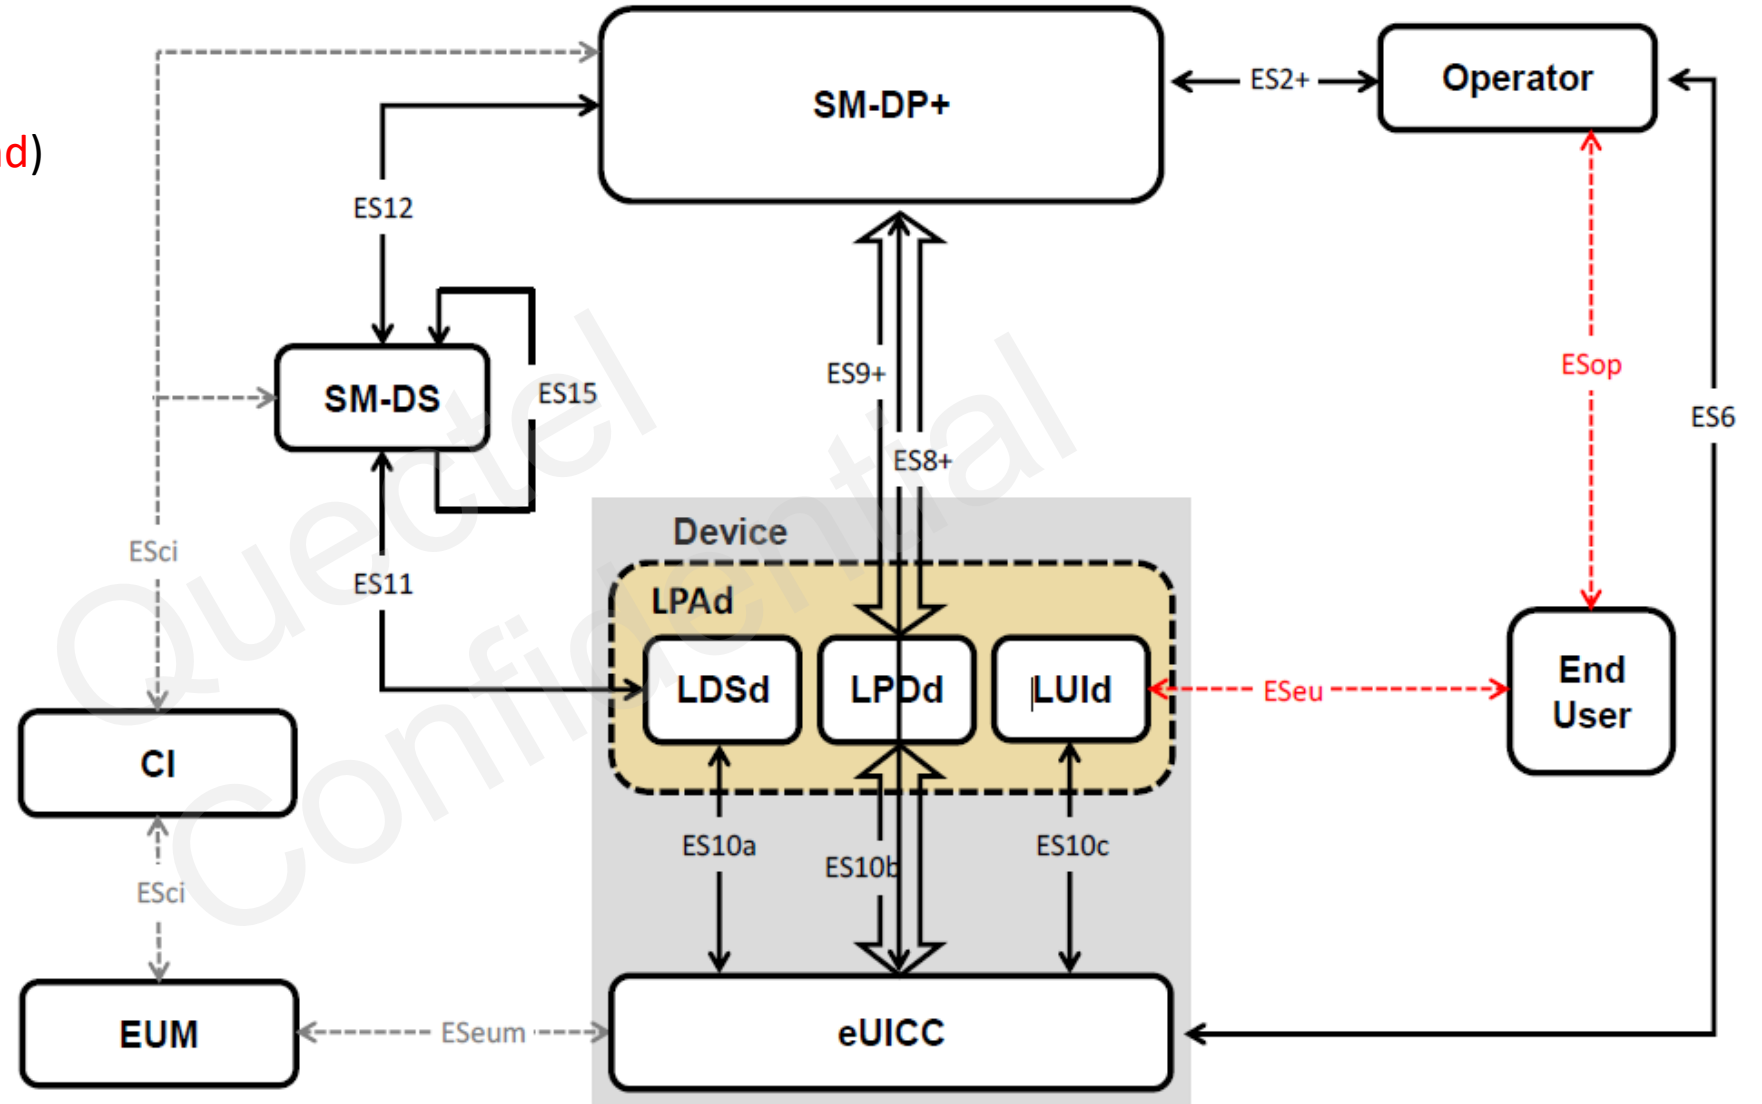 SM-DP+
ES2+
Operator
nd)
ES12
SM-DS
ES15
ES9+
ESop
ES6
ES8+
Device
ESci
ES11
LPAd
LDSd
LPDd
LUId
ESeu
End
User
CI
ES10a
ES10b
ES10c
ESci
EUM
ESeum
eUICC
Quectel
Confidential